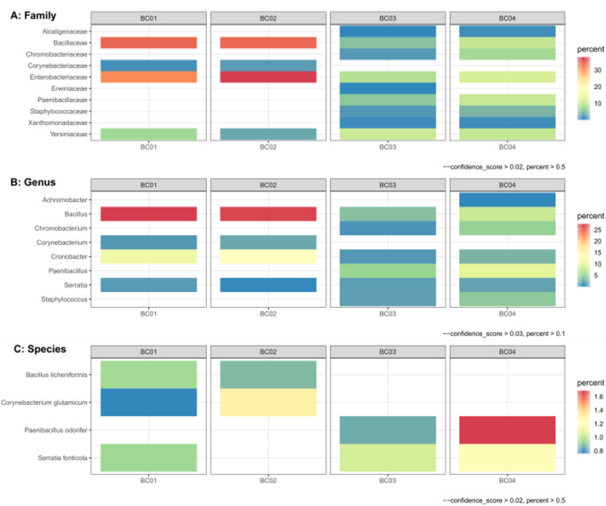 A: Family
BC01 BC02 BC03 BC04
Alcaligenaceae
Bacillaceae
Chromobacteriaceae
Corynebacteriaceae
Enterobacteriaceae
Erwiniaceae
Paenibacillaceae
Staphylococcaceae
Xanthomonadaceae
Yersiniaceae
percent
30
20
10
BC01 BC02 BC03 BC04
~~confidence_score > 0.02, percent > 0.5
B: Genus
BC01 BC02 BC03 BC04
Achromobacter
Bacillus
Chromobacterium
Corynebacterium
Cronobacter
Paenibacillus
Serratia
Staphylococcus
percent
25
20
15
10
5
BC01 BC02 BC03 BC04
~~confidence_score > 0.03, percent > 0.1
C: Species
BC01 BC02 BC03 BC04
Bacillus licheniformis
Corynebacterium glutamicum
Paenibacillus odorifer
Serratia fonticola
percent
1.6
1.4
1.2
1.0
0.8
BC01 BC02 BC03 BC04
~~confidence_score > 0.02, percent > 0.5